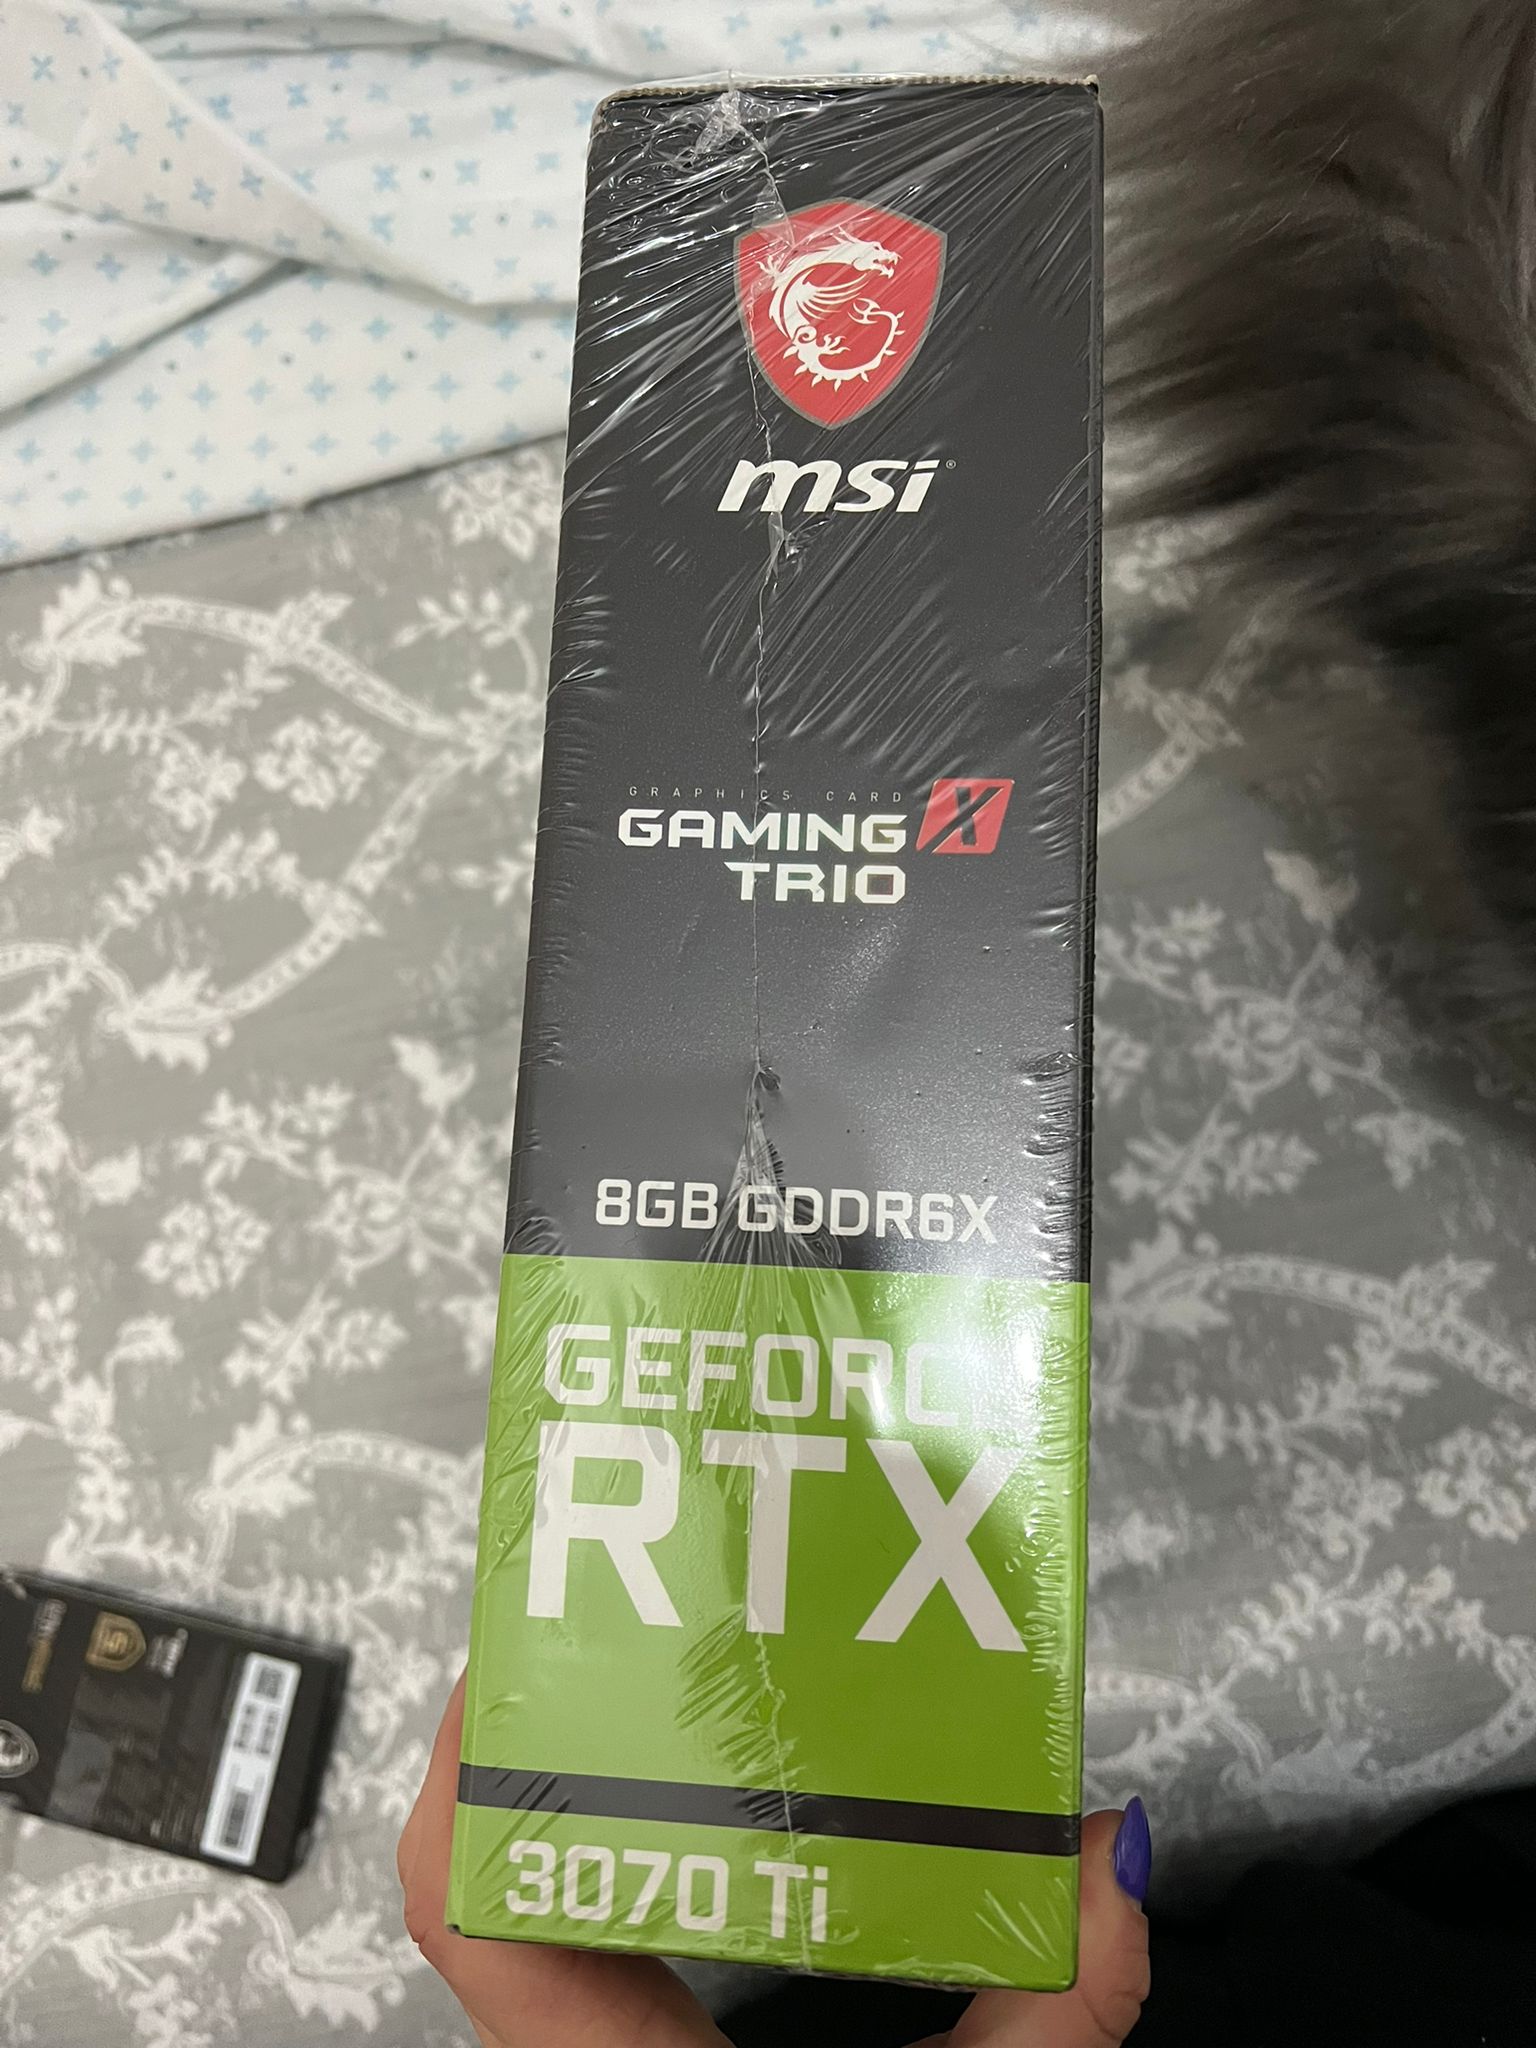 msi®
GRAPHICS CARD
GAMING X
TRIO
8GB GDDR6X
GEFORCE
RTX
3070 Ti